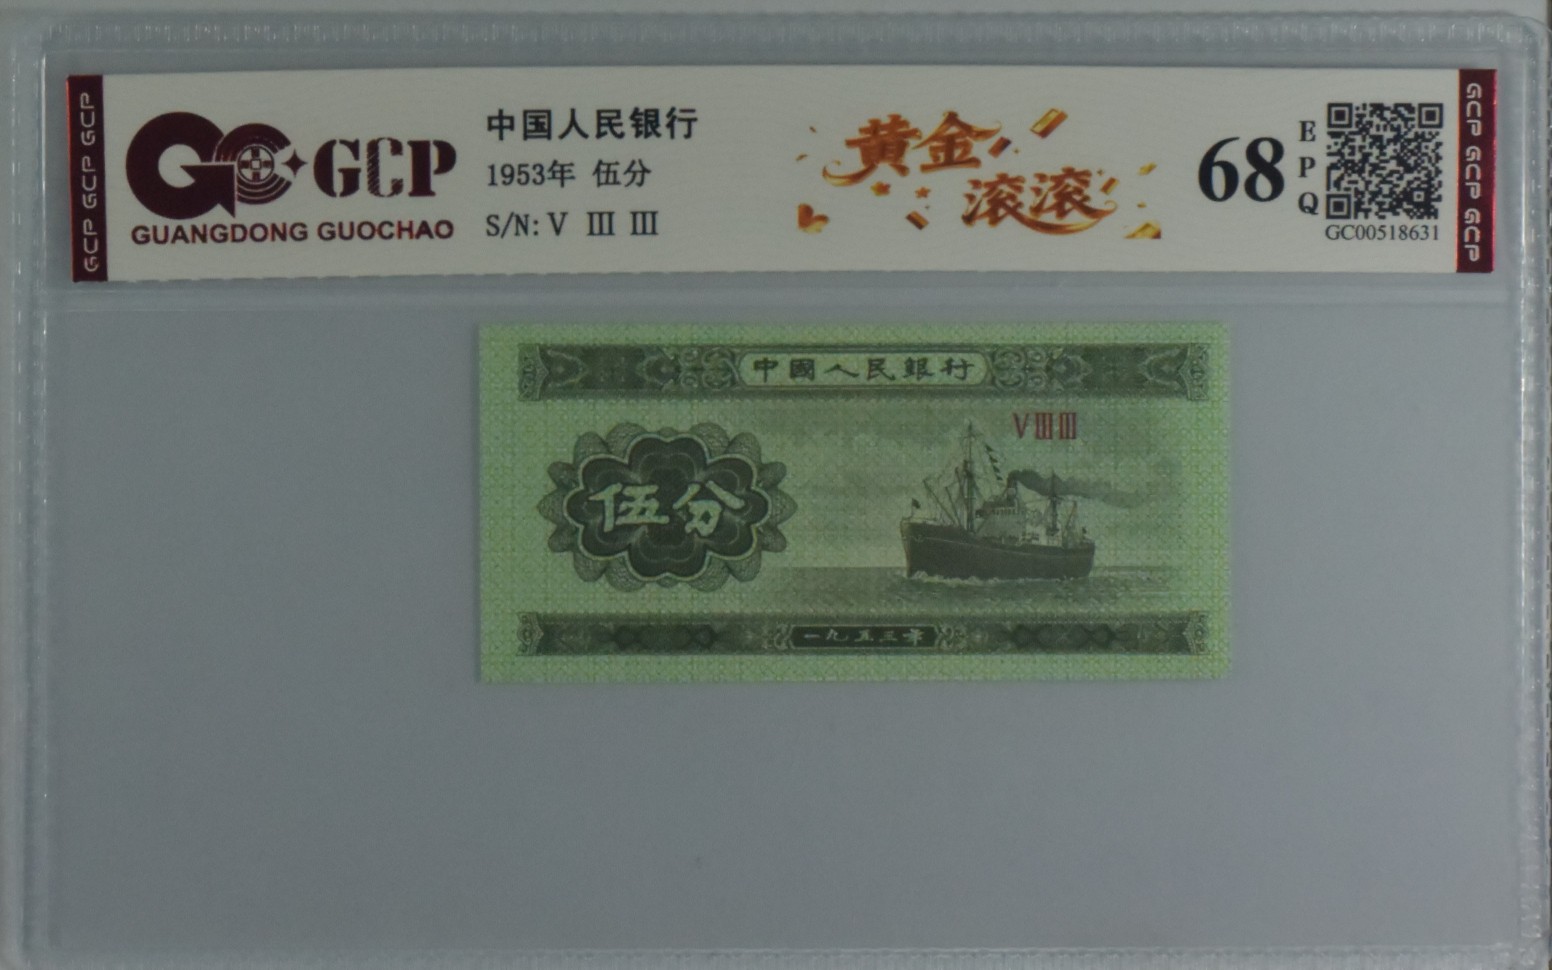 GCP GCP GCP
GCP
GUANGDONG GUOCHAO
中国人民银行
1953年 伍分
S/N: V III III
黄金
滚滚
68
EPQ
GC00518631
GCP GCP GCP
中國人民銀行
V III III
伍分
一九五三年